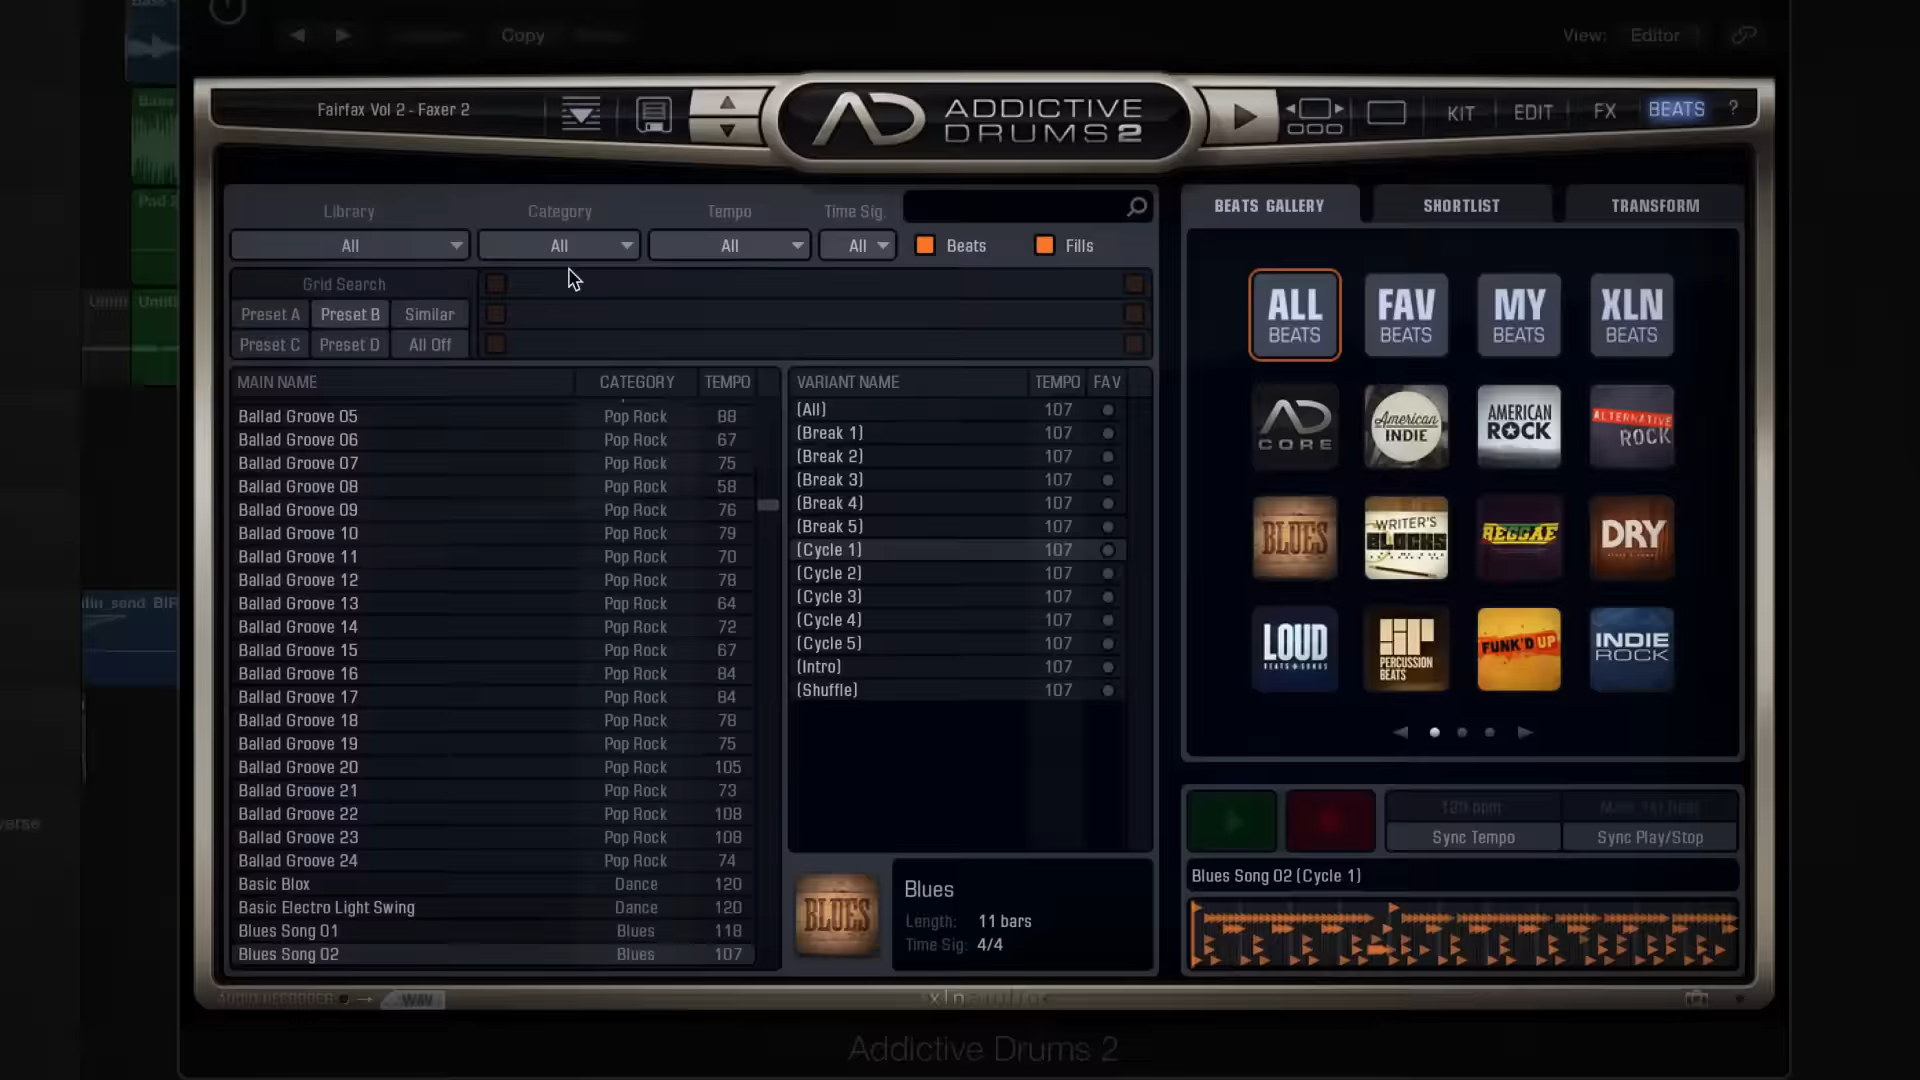 Bass
Copy
View: Editor
Fairfax Vol 2 - Faxer 2
ADDICTIVE
DRUMS 2
KIT
EDIT
FX
BEATS
?
Library
Category
Tempo
Time Sig.
All
All
All
All
Beats
Fills
Grid Search
Preset A
Preset B
Similar
Preset C
Preset D
All Off
MAIN NAME CATEGORY TEMPO
Ballad Groove 05 Pop Rock 88
Ballad Groove 06 Pop Rock 67
Ballad Groove 07 Pop Rock 75
Ballad Groove 08 Pop Rock 58
Ballad Groove 09 Pop Rock 76
Ballad Groove 10 Pop Rock 79
Ballad Groove 11 Pop Rock 70
Ballad Groove 12 Pop Rock 78
Ballad Groove 13 Pop Rock 64
Ballad Groove 14 Pop Rock 72
Ballad Groove 15 Pop Rock 67
Ballad Groove 16 Pop Rock 84
Ballad Groove 17 Pop Rock 84
Ballad Groove 18 Pop Rock 78
Ballad Groove 19 Pop Rock 75
Ballad Groove 20 Pop Rock 105
Ballad Groove 21 Pop Rock 73
Ballad Groove 22 Pop Rock 108
Ballad Groove 23 Pop Rock 108
Ballad Groove 24 Pop Rock 74
Basic Blox Dance 120
Basic Electro Light Swing Dance 120
Blues Song 01 Blues 118
Blues Song 02 Blues 107
VARIANT NAME TEMPO FAV
(All) 107
(Break 1) 107
(Break 2) 107
(Break 3) 107
(Break 4) 107
(Break 5) 107
(Cycle 1) 107
(Cycle 2) 107
(Cycle 3) 107
(Cycle 4) 107
(Cycle 5) 107
(Intro) 107
(Shuffle) 107
BLUES
Blues
Length: 11 bars
Time Sig: 4/4
BEATS GALLERY
SHORTLIST
TRANSFORM
ALL BEATS
FAV BEATS
MY BEATS
XLN BEATS
AD CORE
American INDIE
AMERICAN ROCK
ALTERNATIVE ROCK
BLUES
WRITER'S BLOCKS
REGGAE
DRY
LOUD
PERCUSSION BEATS
FUNK'D UP
INDIE ROCK
120 bpm
Sync Tempo
Sync Play/Stop
Blues Song 02 (Cycle 1)
AUDIO RECORDER
WAV
xlnaudio
Addictive Drums 2